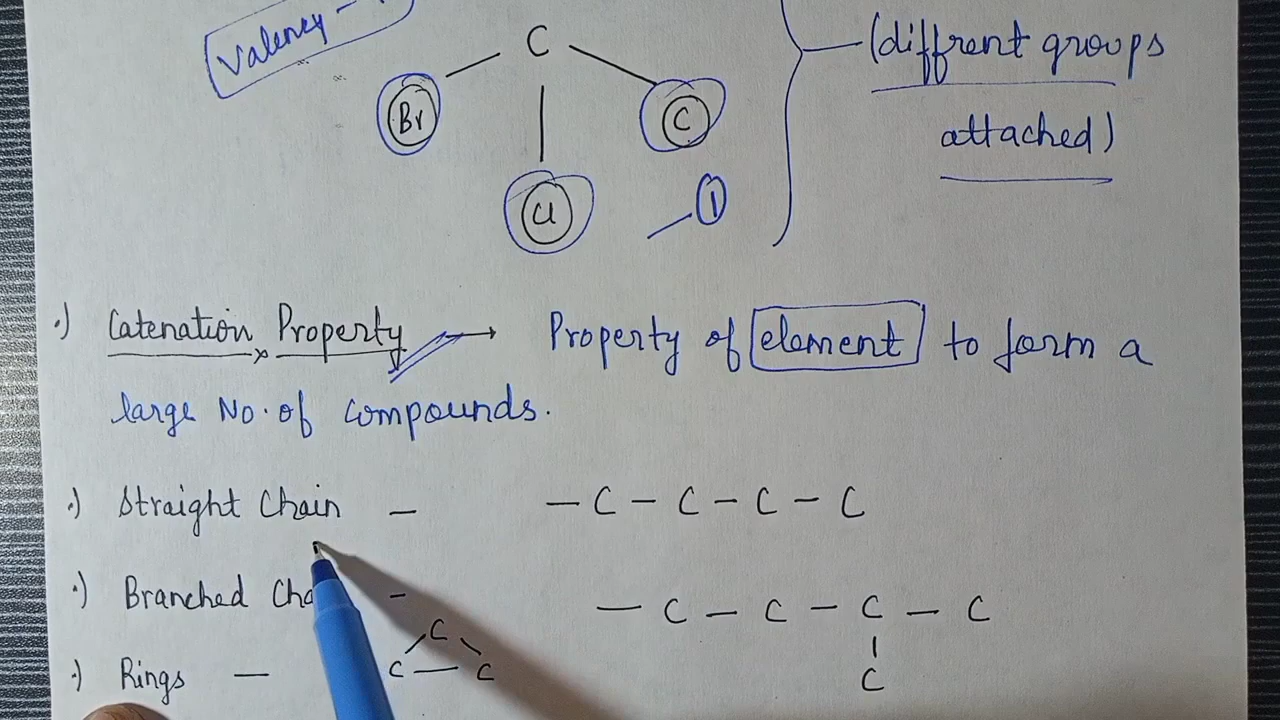 Valency -
C
(diffrent groups
Br
C
attached)
Cl
I
•) Catenation Property → Property of element to form a
large No. of compounds.
•) Straight Chain — — C — C — C — C
•) Branched Cha - — C — C — C — C
C
C
•) Rings — C — C
C